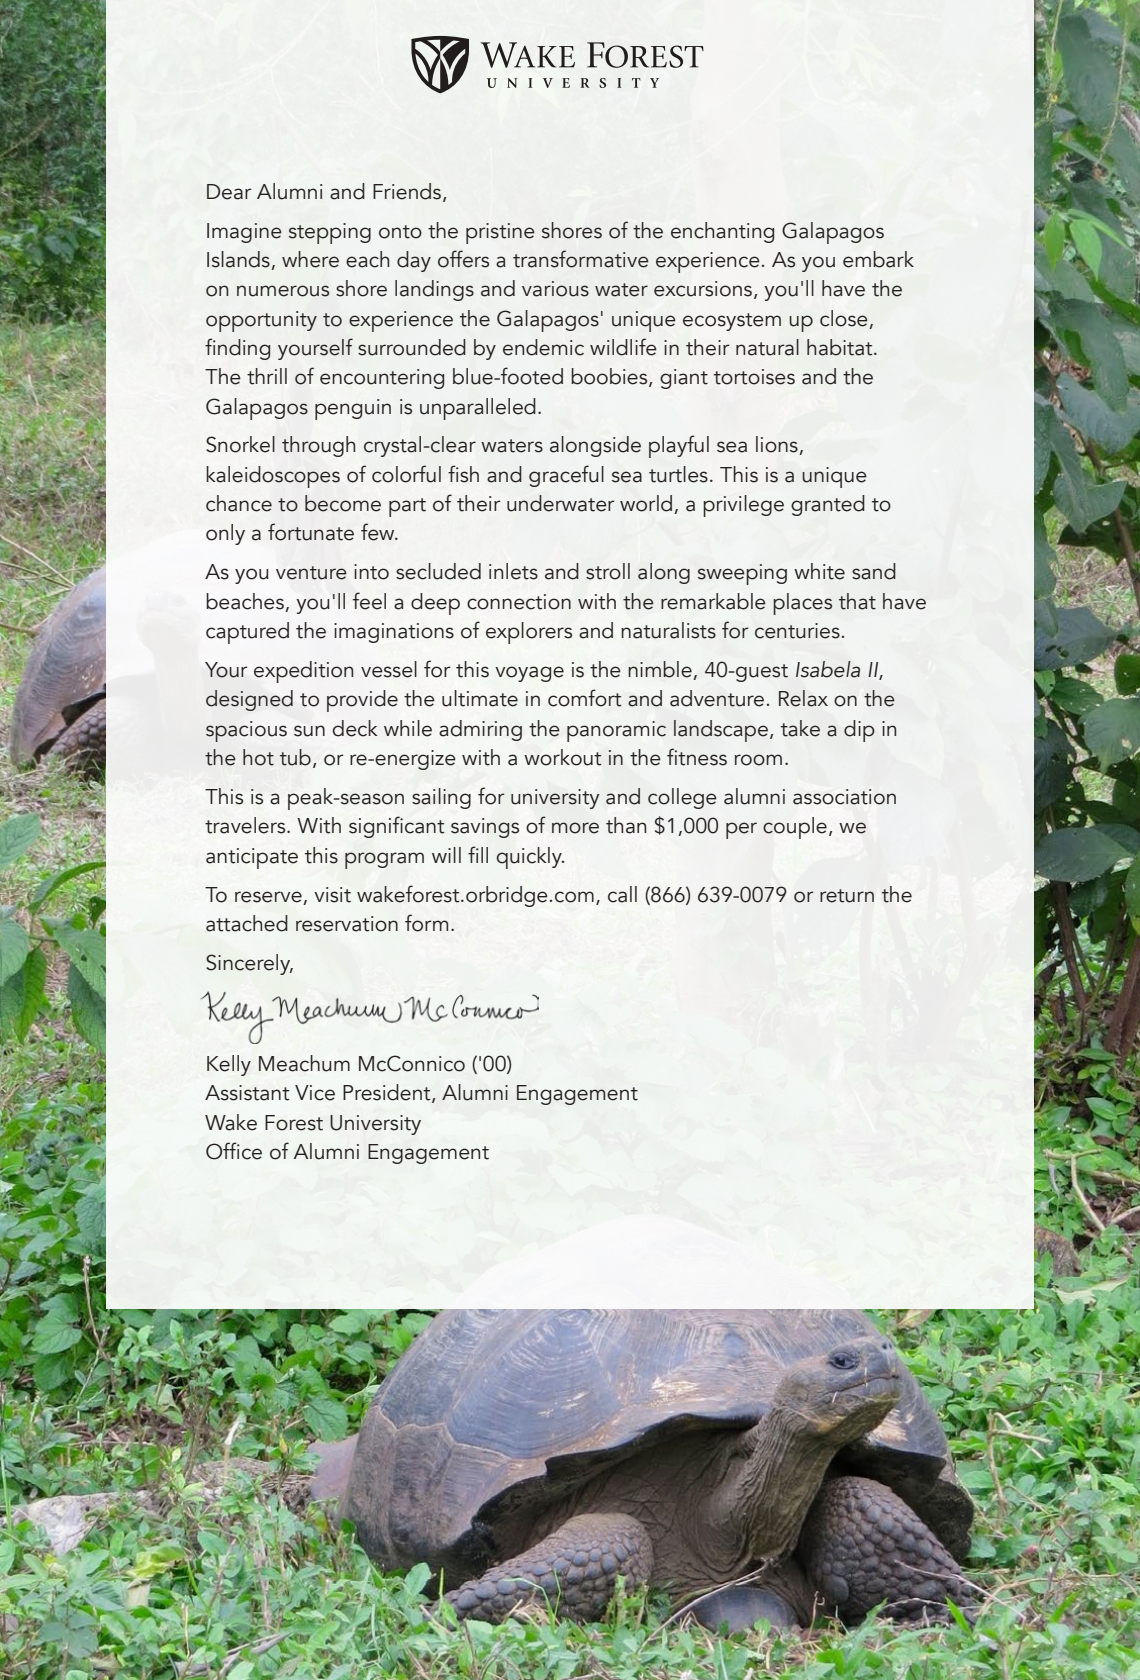 WAKE FOREST
UNIVERSITY
Dear Alumni and Friends,
Imagine stepping onto the pristine shores of the enchanting Galapagos
Islands, where each day offers a transformative experience. As you embark
on numerous shore landings and various water excursions, you'll have the
opportunity to experience the Galapagos' unique ecosystem up close,
finding yourself surrounded by endemic wildlife in their natural habitat.
The thrill of encountering blue-footed boobies, giant tortoises and the
Galapagos penguin is unparalleled.
Snorkel through crystal-clear waters alongside playful sea lions,
kaleidoscopes of colorful fish and graceful sea turtles. This is a unique
chance to become part of their underwater world, a privilege granted to
only a fortunate few.
As you venture into secluded inlets and stroll along sweeping white sand
beaches, you'll feel a deep connection with the remarkable places that have
captured the imaginations of explorers and naturalists for centuries.
Your expedition vessel for this voyage is the nimble, 40-guest Isabela II,
designed to provide the ultimate in comfort and adventure. Relax on the
spacious sun deck while admiring the panoramic landscape, take a dip in
the hot tub, or re-energize with a workout in the fitness room.
This is a peak-season sailing for university and college alumni association
travelers. With significant savings of more than $1,000 per couple, we
anticipate this program will fill quickly.
To reserve, visit wakeforest.orbridge.com, call (866) 639-0079 or return the
attached reservation form.
Sincerely,
Kelly Meachum McConnico
Kelly Meachum McConnico ('00)
Assistant Vice President, Alumni Engagement
Wake Forest University
Office of Alumni Engagement